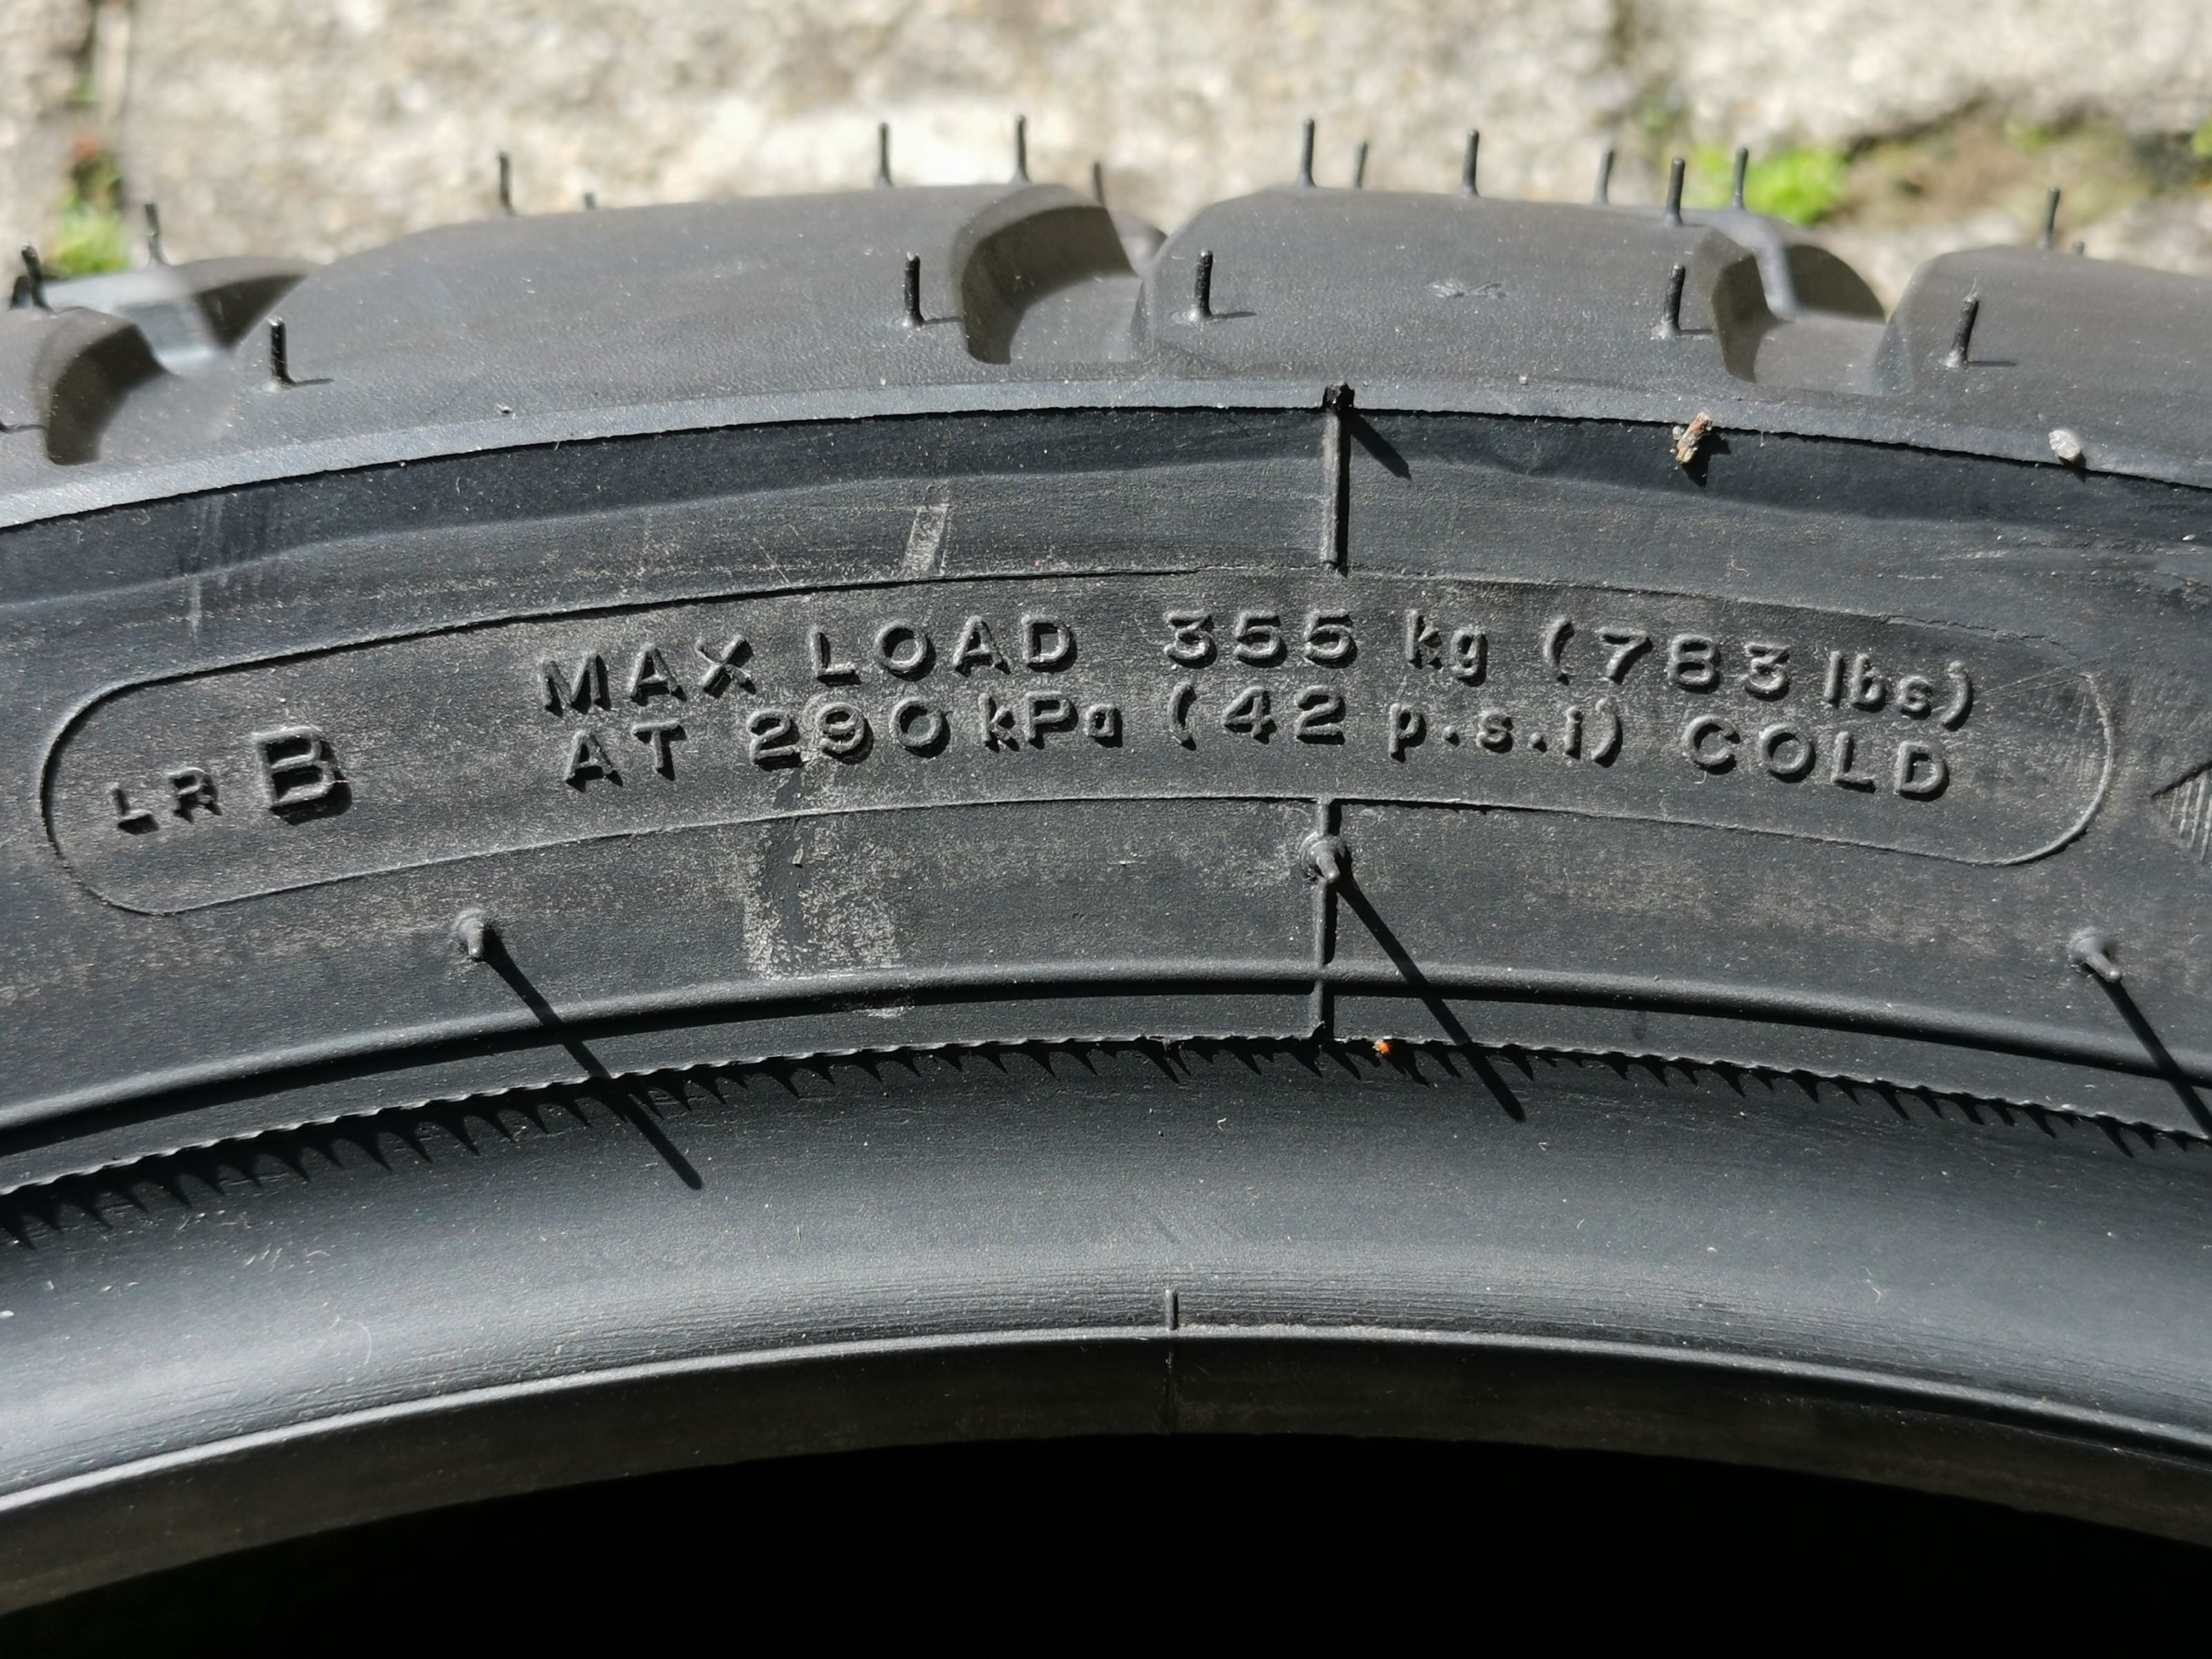 LR B
MAX LOAD 355 kg (783 lbs)
AT 290 kPa (42 p.s.i) COLD